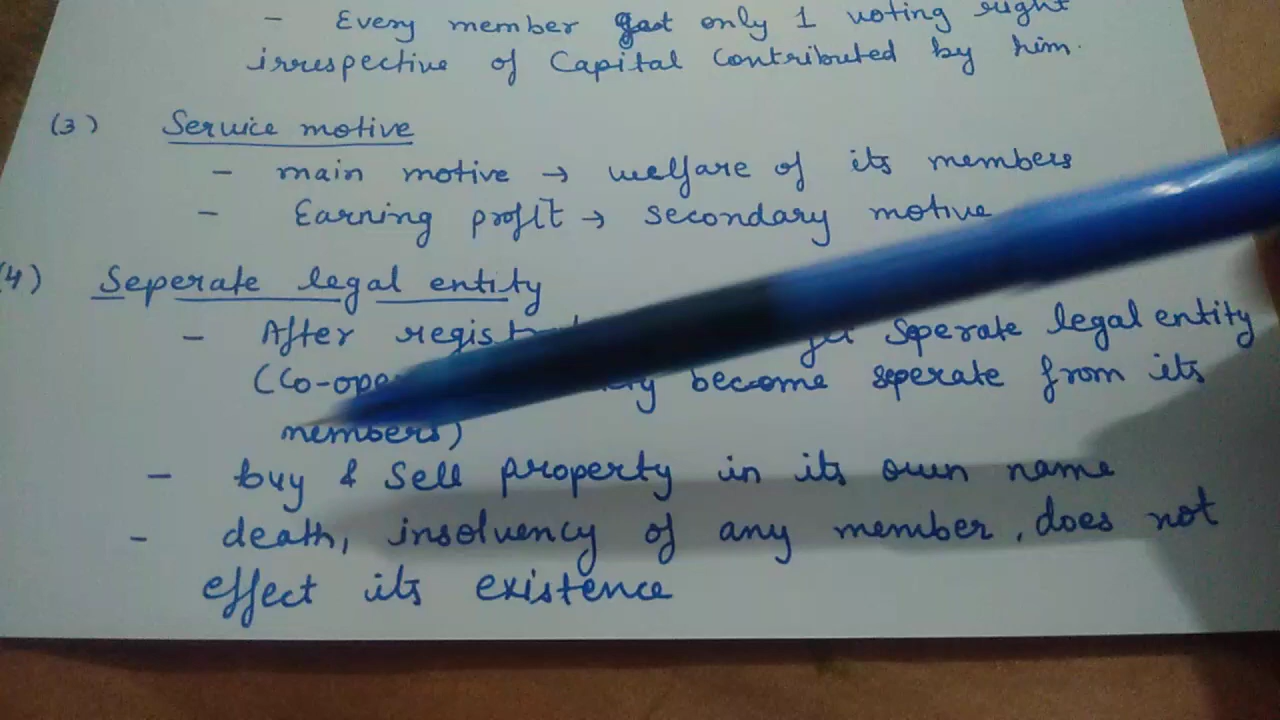 - Every member get only 1 voting right
irrespective of Capital Contributed by him.
(3) Service motive
- main motive → welfare of its members
- Earning profit → secondary motive
(4) Seperate legal entity
- After get seperate legal entity
become seperate from its
members)
- buy & Sell property in its own name
- death, insolvency of any member, does not
effect its existence